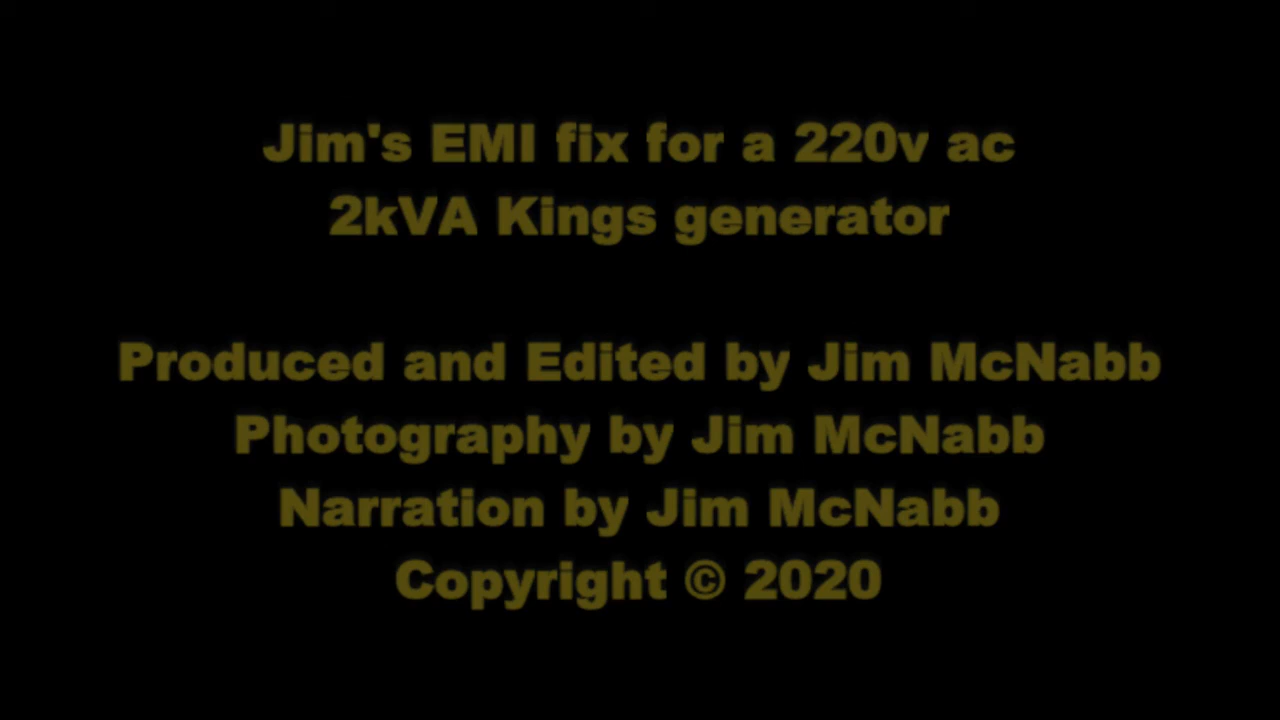 Jim's EMI fix for a 220v ac
2kVA Kings generator
Produced and Edited by Jim McNabb
Photography by Jim McNabb
Narration by Jim McNabb
Copyright © 2020